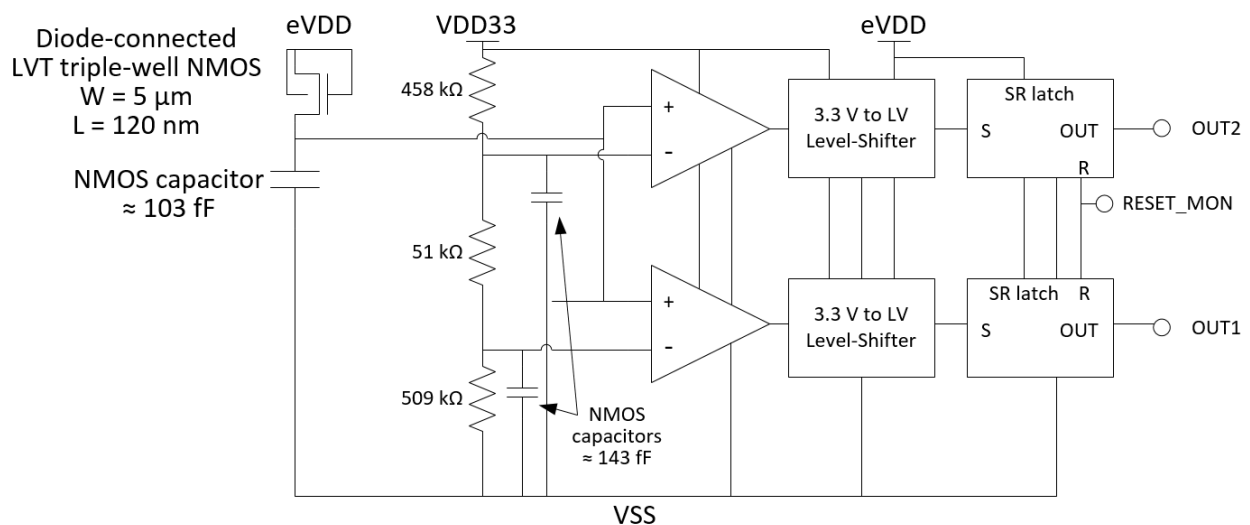 eVDD
VDD33
eVDD
Diode-connected
LVT triple-well NMOS
W = 5 μm
L = 120 nm
458 kΩ
+
-
3.3 V to LV
Level-Shifter
SR latch
S
OUT
R
OUT2
NMOS capacitor
≈ 103 fF
RESET_MON
51 kΩ
+
-
3.3 V to LV
Level-Shifter
SR latch R
S
OUT
OUT1
509 kΩ
NMOS
capacitors
≈ 143 fF
VSS